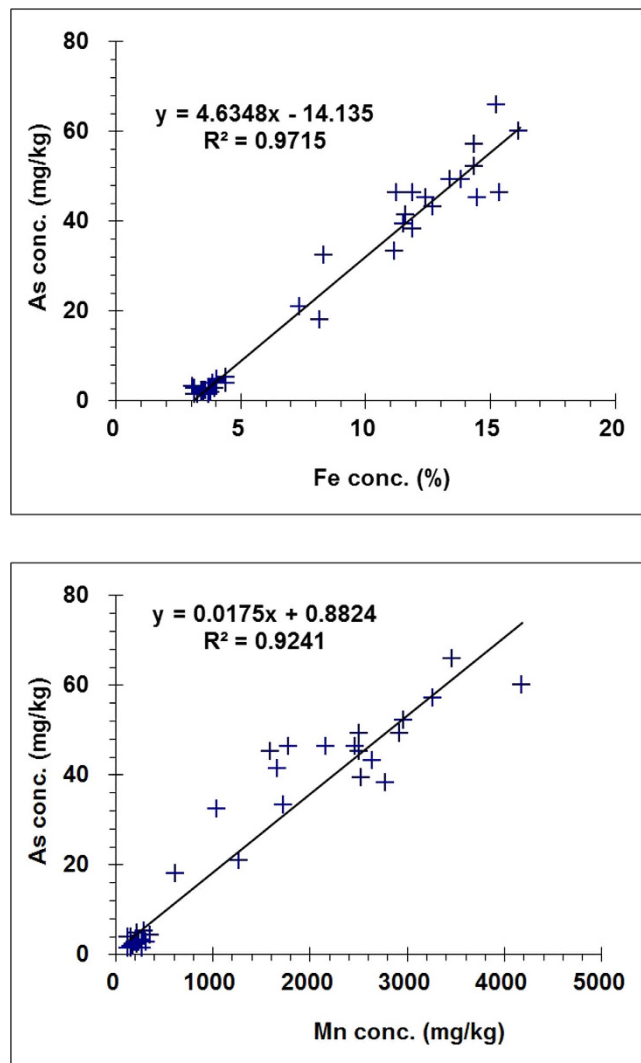 80
y = 4.6348x - 14.135
R² = 0.9715
60
40
20
0
As conc. (mg/kg)
0 5 10 15 20
Fe conc. (%)
80
y = 0.0175x + 0.8824
R² = 0.9241
60
40
20
0
As conc. (mg/kg)
0 1000 2000 3000 4000 5000
Mn conc. (mg/kg)